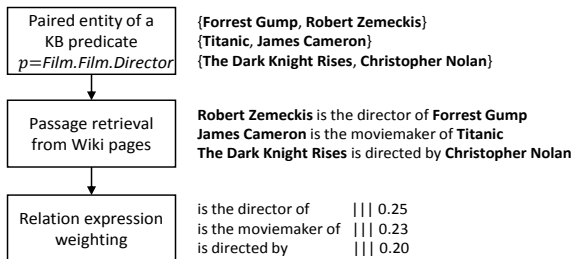 Paired entity of a
KB predicate
p=Film.Film.Director
{Forrest Gump, Robert Zemeckis}
{Titanic, James Cameron}
{The Dark Knight Rises, Christopher Nolan}
Passage retrieval
from Wiki pages
Robert Zemeckis is the director of Forrest Gump
James Cameron is the moviemaker of Titanic
The Dark Knight Rises is directed by Christopher Nolan
Relation expression
weighting
is the director of ||| 0.25
is the moviemaker of ||| 0.23
is directed by ||| 0.20